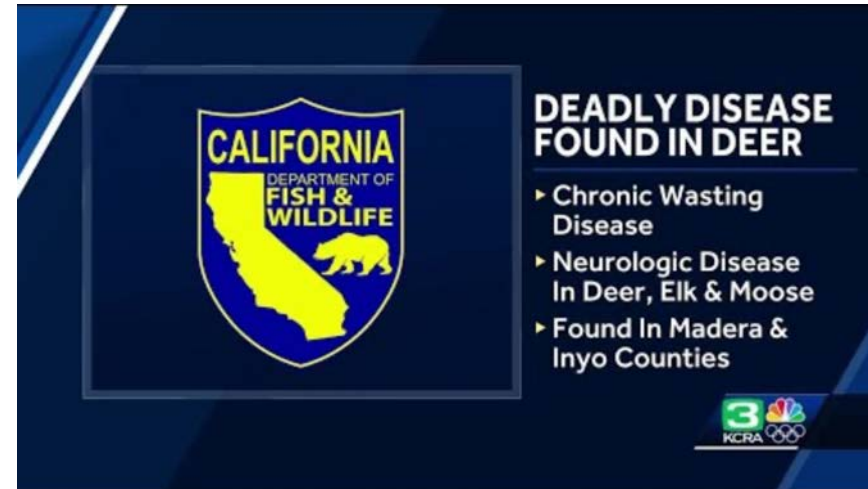 CALIFORNIA
DEPARTMENT OF
FISH &
WILDLIFE
DEADLY DISEASE
FOUND IN DEER
Chronic Wasting
Disease
Neurologic Disease
In Deer, Elk & Moose
Found In Madera &
Inyo Counties
3
KCRA